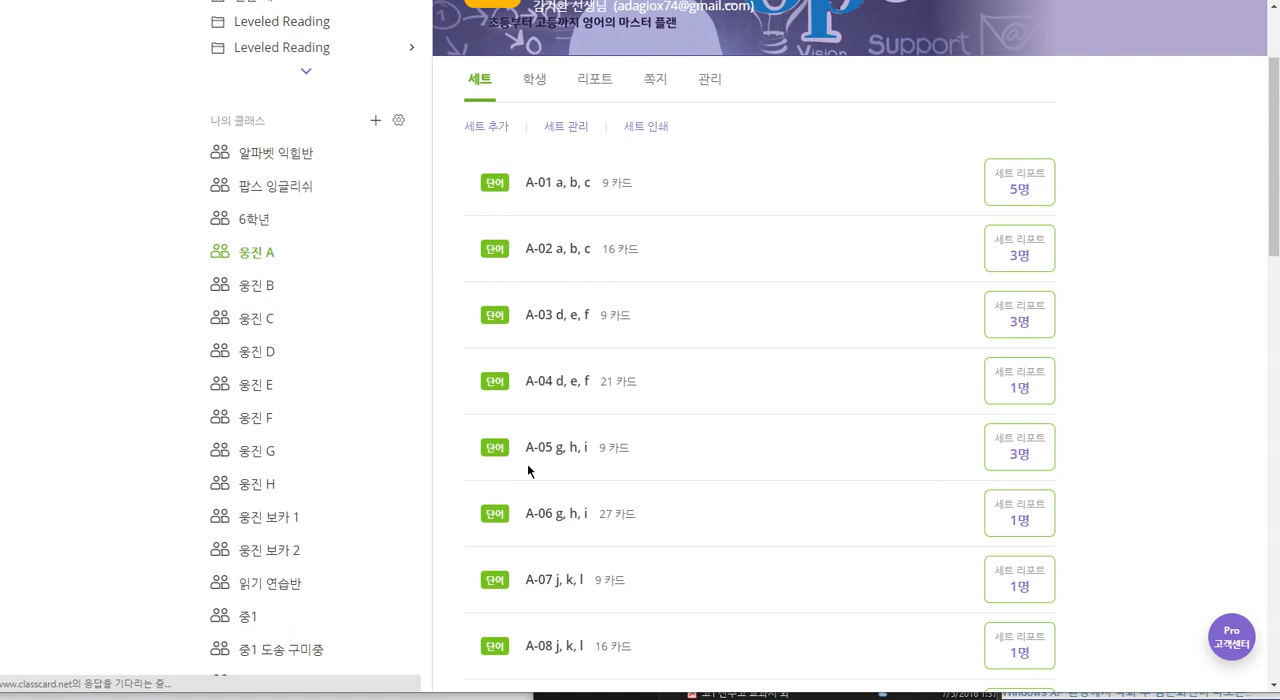 Leveled Reading
Leveled Reading
나의 클래스
알파벳 익힘반
팝스 잉글리쉬
6학년
웅진 A
웅진 B
웅진 C
웅진 D
웅진 E
웅진 F
웅진 G
웅진 H
웅진 보카 1
웅진 보카 2
읽기 연습반
중1
중1 도송 구미중
www.classcard.net의 응답을 기다리는 중...
선생님 (adagiox74@gmail.com)
초등부터 고등까지 영어의 마스터 플랜
Vision
Support
세트 학생 리포트 쪽지 관리
세트 추가 | 세트 관리 | 세트 인쇄
단어 A-01 a, b, c 9 카드 세트 리포트
5명
단어 A-02 a, b, c 16 카드 세트 리포트
3명
단어 A-03 d, e, f 9 카드 세트 리포트
3명
단어 A-04 d, e, f 21 카드 세트 리포트
1명
단어 A-05 g, h, i 9 카드 세트 리포트
3명
단어 A-06 g, h, i 27 카드 세트 리포트
1명
단어 A-07 j, k, l 9 카드 세트 리포트
1명
단어 A-08 j, k, l 16 카드 세트 리포트
1명
Pro
고객센터